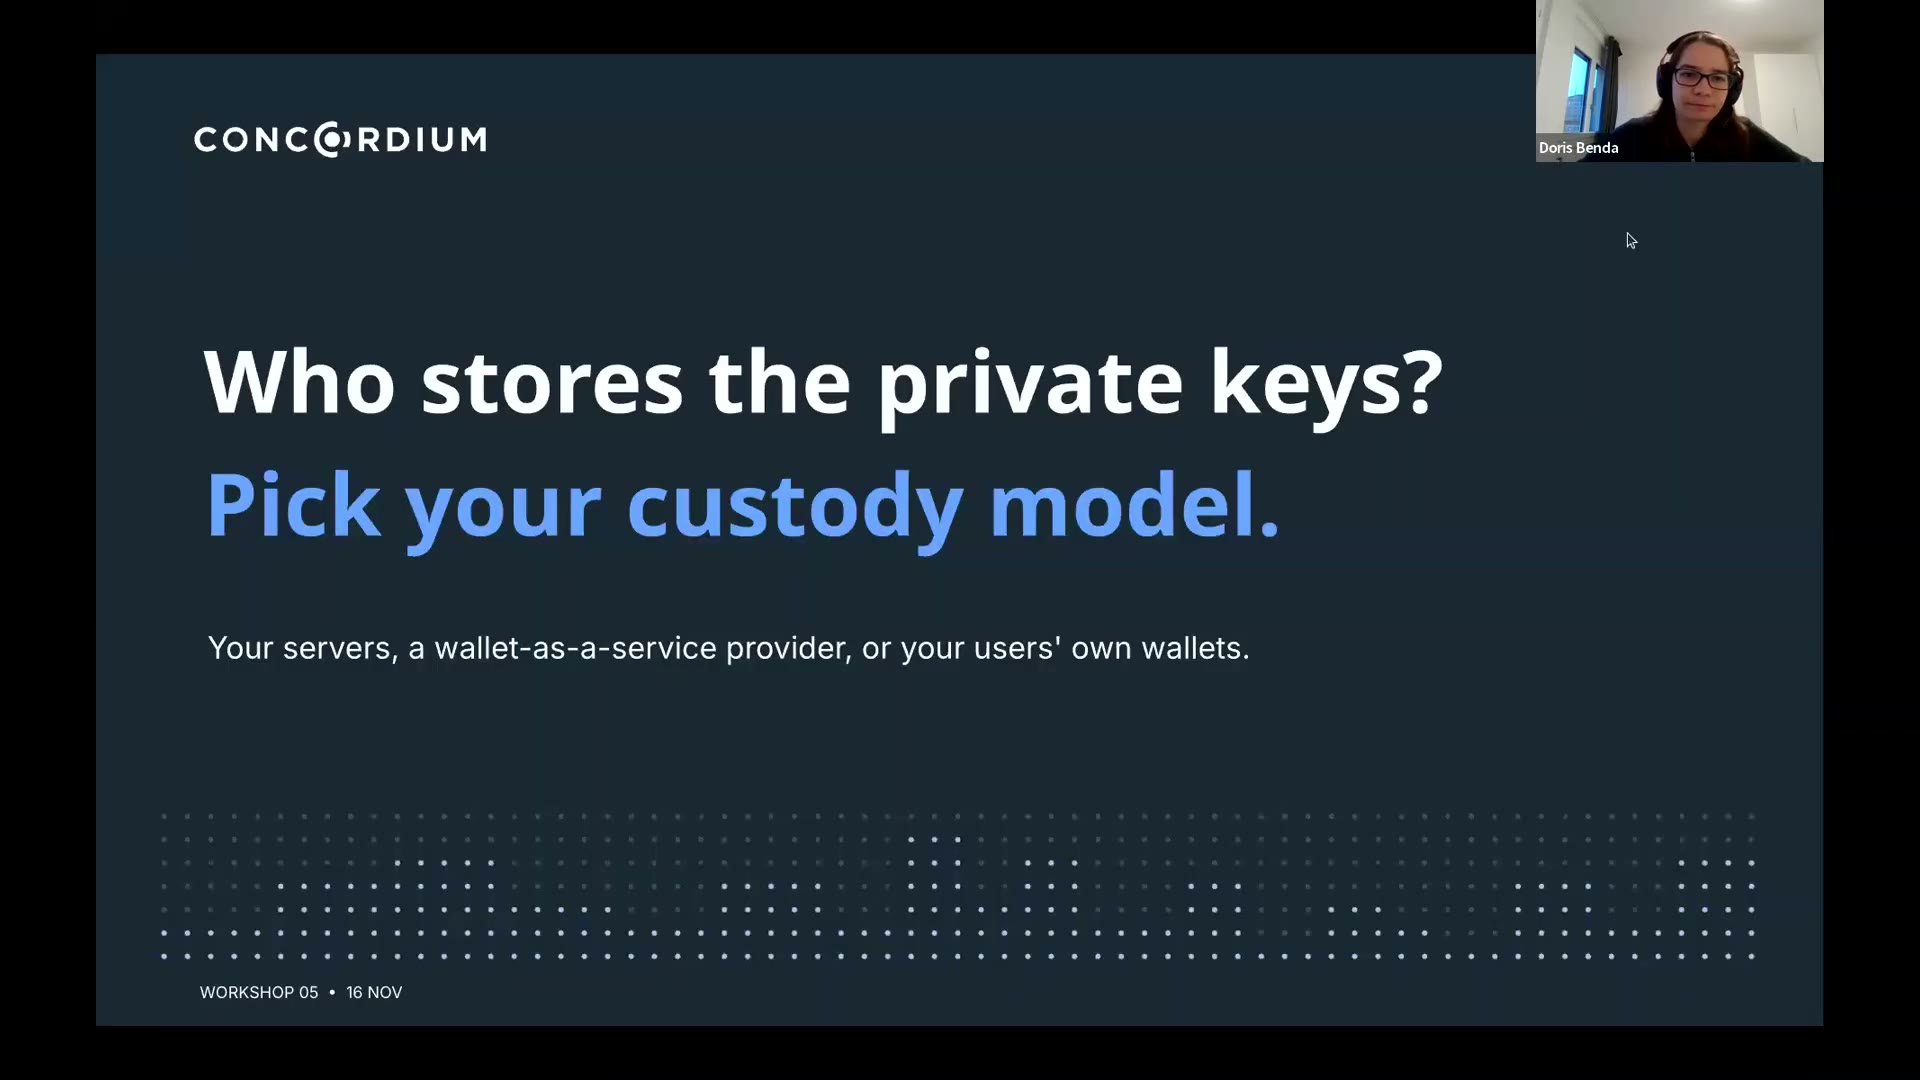 CONCORDIUM
Doris Benda
Who stores the private keys?
Pick your custody model.
Your servers, a wallet-as-a-service provider, or your users' own wallets.
WORKSHOP 05 • 16 NOV